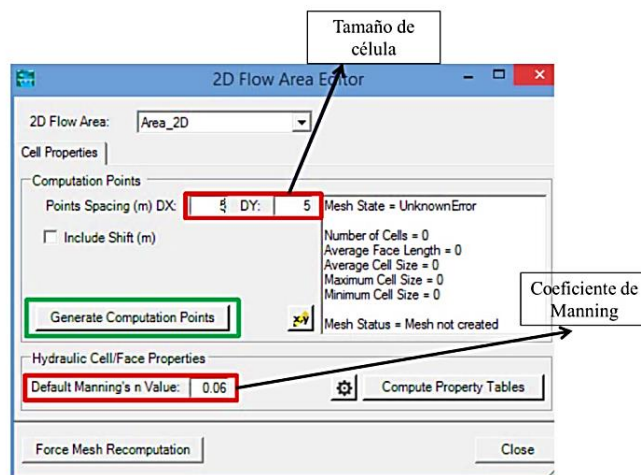 Tamaño de
célula
2D Flow Area Editor
2D Flow Area: Area_2D
Cell Properties
Computation Points
Points Spacing (m) DX: 5 DY: 5
Include Shift (m)
Mesh State = UnknownError
Number of Cells = 0
Average Face Length = 0
Average Cell Size = 0
Maximum Cell Size = 0
Minimum Cell Size = 0
Mesh Status = Mesh not created
Generate Computation Points
x-y
Coeficiente de
Manning
Hydraulic Cell/Face Properties
Default Manning's n Value: 0.06
Compute Property Tables
Force Mesh Recomputation
Close